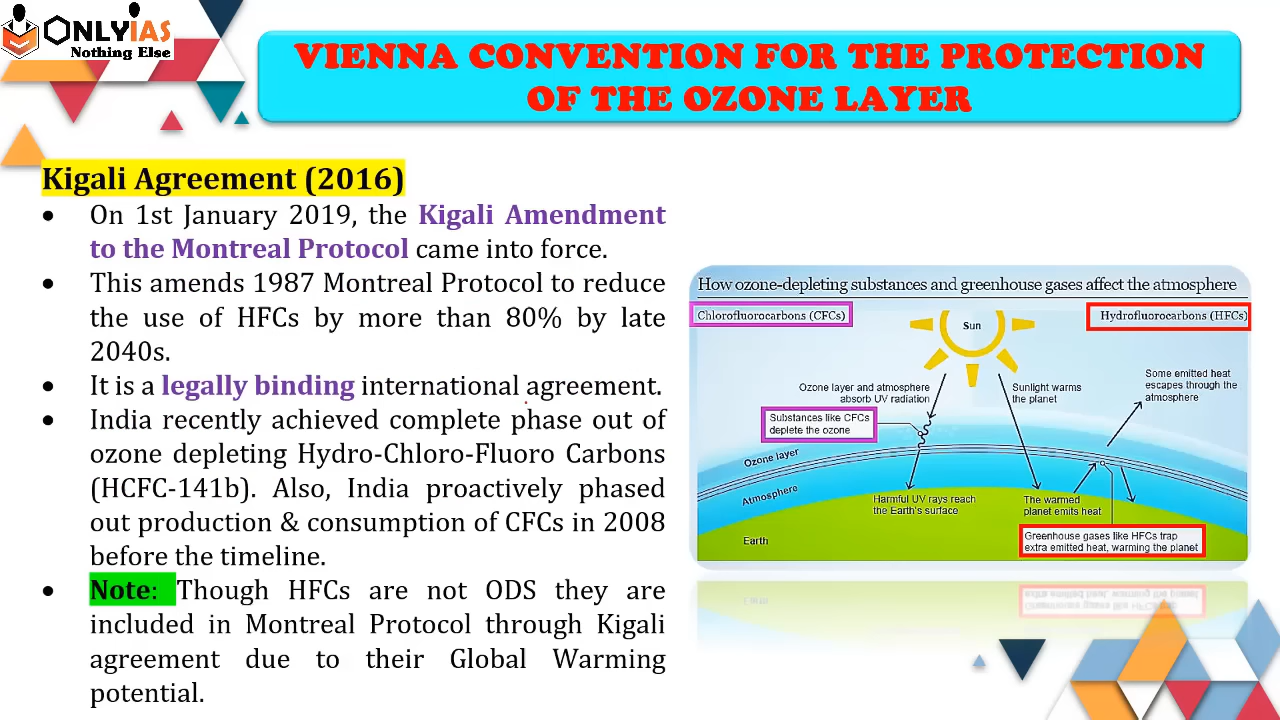 ONLYIAS
Nothing Else
VIENNA CONVENTION FOR THE PROTECTION
OF THE OZONE LAYER
Kigali Agreement (2016)
• On 1st January 2019, the Kigali Amendment
to the Montreal Protocol came into force.
• This amends 1987 Montreal Protocol to reduce
the use of HFCs by more than 80% by late
2040s.
• It is a legally binding international agreement.
• India recently achieved complete phase out of
ozone depleting Hydro-Chloro-Fluoro Carbons
(HCFC-141b). Also, India proactively phased
out production & consumption of CFCs in 2008
before the timeline.
• Note: Though HFCs are not ODS they are
included in Montreal Protocol through Kigali
agreement due to their Global Warming
potential.
How ozone-depleting substances and greenhouse gases affect the atmosphere
Chlorofluorocarbons (CFCs)
Hydrofluorocarbons (HFCs)
Sun
Ozone layer and atmosphere
absorb UV radiation
Sunlight warms
the planet
Some emitted heat
escapes through the
atmosphere
Substances like CFCs
deplete the ozone
Ozone layer
Atmosphere
Harmful UV rays reach
the Earth's surface
The warmed
planet emits heat
Earth
Greenhouse gases like HFCs trap
extra emitted heat, warming the planet